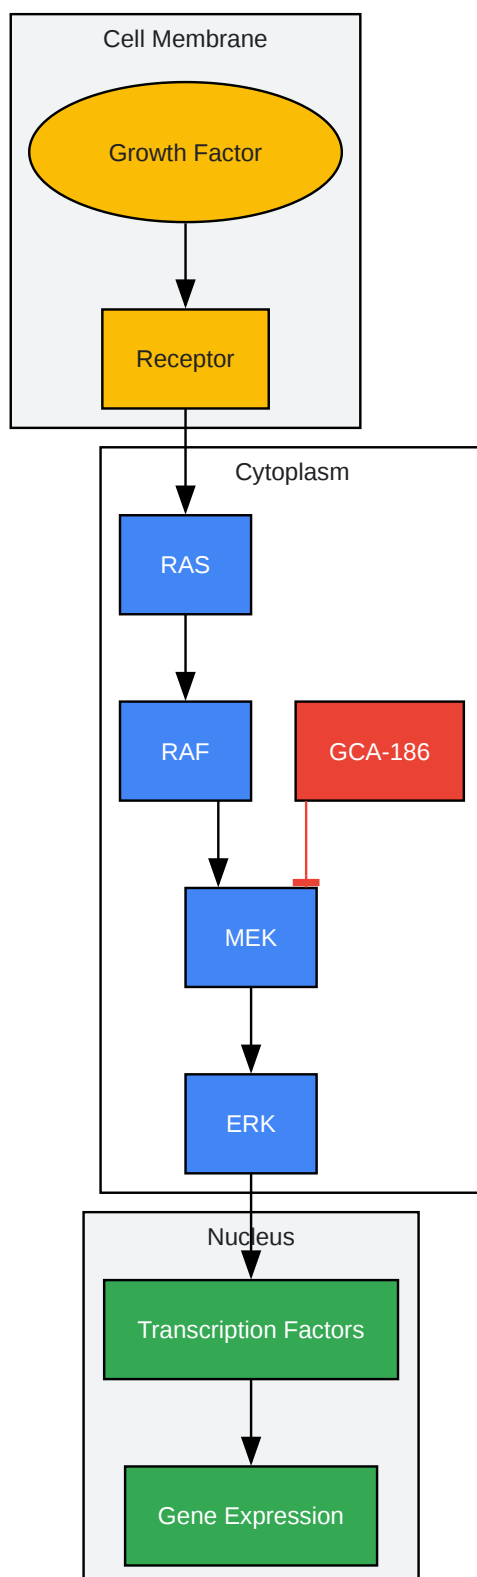 Cell Membrane
Growth Factor
Receptor
Cytoplasm
RAS
RAF
GCA-186
MEK
ERK
Nucleus
Transcription Factors
Gene Expression